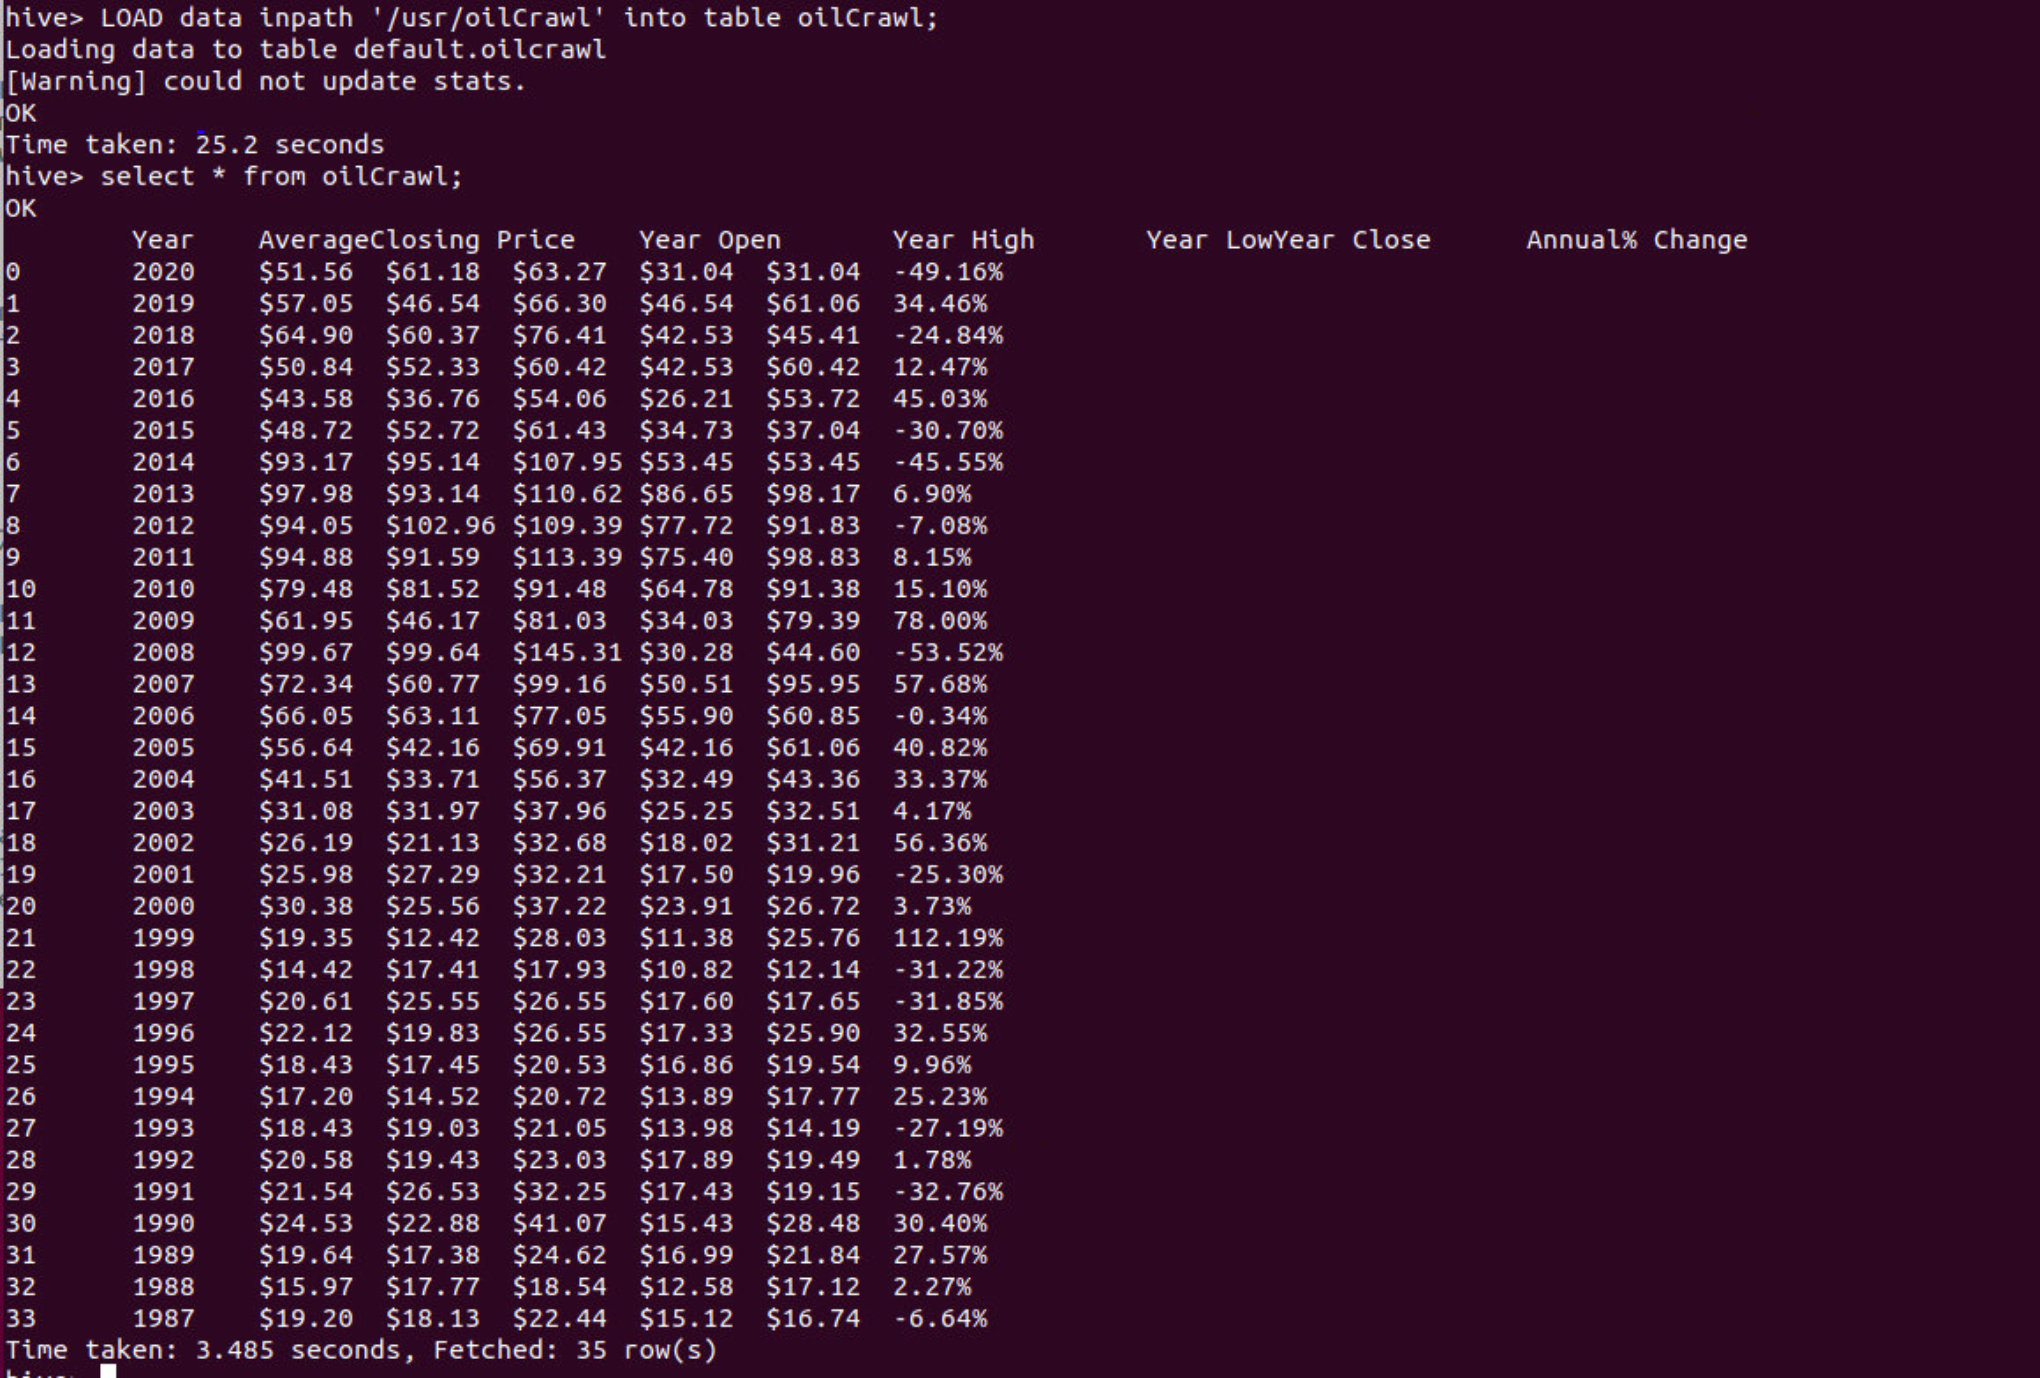 hive> LOAD data inpath '/usr/oilCrawl' into table oilCrawl;
Loading data to table default.oilcrawl
[Warning] could not update stats.
OK
Time taken: 25.2 seconds
hive> select * from oilCrawl;
OK
Year AverageClosing Price Year Open Year High Year LowYear Close Annual% Change
0 2020 $51.56 $61.18 $63.27 $31.04 $31.04 -49.16%
1 2019 $57.05 $46.54 $66.30 $46.54 $61.06 34.46%
2 2018 $64.90 $60.37 $76.41 $42.53 $45.41 -24.84%
3 2017 $50.84 $52.33 $60.42 $42.53 $60.42 12.47%
4 2016 $43.58 $36.76 $54.06 $26.21 $53.72 45.03%
5 2015 $48.72 $52.72 $61.43 $34.73 $37.04 -30.70%
6 2014 $93.17 $95.14 $107.95 $53.45 $53.45 -45.55%
7 2013 $97.98 $93.14 $110.62 $86.65 $98.17 6.90%
8 2012 $94.05 $102.96 $109.39 $77.72 $91.83 -7.08%
9 2011 $94.88 $91.59 $113.39 $75.40 $98.83 8.15%
10 2010 $79.48 $81.52 $91.48 $64.78 $91.38 15.10%
11 2009 $61.95 $46.17 $81.03 $34.03 $79.39 78.00%
12 2008 $99.67 $99.64 $145.31 $30.28 $44.60 -53.52%
13 2007 $72.34 $60.77 $99.16 $50.51 $95.95 57.68%
14 2006 $66.05 $63.11 $77.05 $55.90 $60.85 -0.34%
15 2005 $56.64 $42.16 $69.91 $42.16 $61.06 40.82%
16 2004 $41.51 $33.71 $56.37 $32.49 $43.36 33.37%
17 2003 $31.08 $31.97 $37.96 $25.25 $32.51 4.17%
18 2002 $26.19 $21.13 $32.68 $18.02 $31.21 56.36%
19 2001 $25.98 $27.29 $32.21 $17.50 $19.96 -25.30%
20 2000 $30.38 $25.56 $37.22 $23.91 $26.72 3.73%
21 1999 $19.35 $12.42 $28.03 $11.38 $25.76 112.19%
22 1998 $14.42 $17.41 $17.93 $10.82 $12.14 -31.22%
23 1997 $20.61 $25.55 $26.55 $17.60 $17.65 -31.85%
24 1996 $22.12 $19.83 $26.55 $17.33 $25.90 32.55%
25 1995 $18.43 $17.45 $20.53 $16.86 $19.54 9.96%
26 1994 $17.20 $14.52 $20.72 $13.89 $17.77 25.23%
27 1993 $18.43 $19.03 $21.05 $13.98 $14.19 -27.19%
28 1992 $20.58 $19.43 $23.03 $17.89 $19.49 1.78%
29 1991 $21.54 $26.53 $32.25 $17.43 $19.15 -32.76%
30 1990 $24.53 $22.88 $41.07 $15.43 $28.48 30.40%
31 1989 $19.64 $17.38 $24.62 $16.99 $21.84 27.57%
32 1988 $15.97 $17.77 $18.54 $12.58 $17.12 2.27%
33 1987 $19.20 $18.13 $22.44 $15.12 $16.74 -6.64%
Time taken: 3.485 seconds, Fetched: 35 row(s)